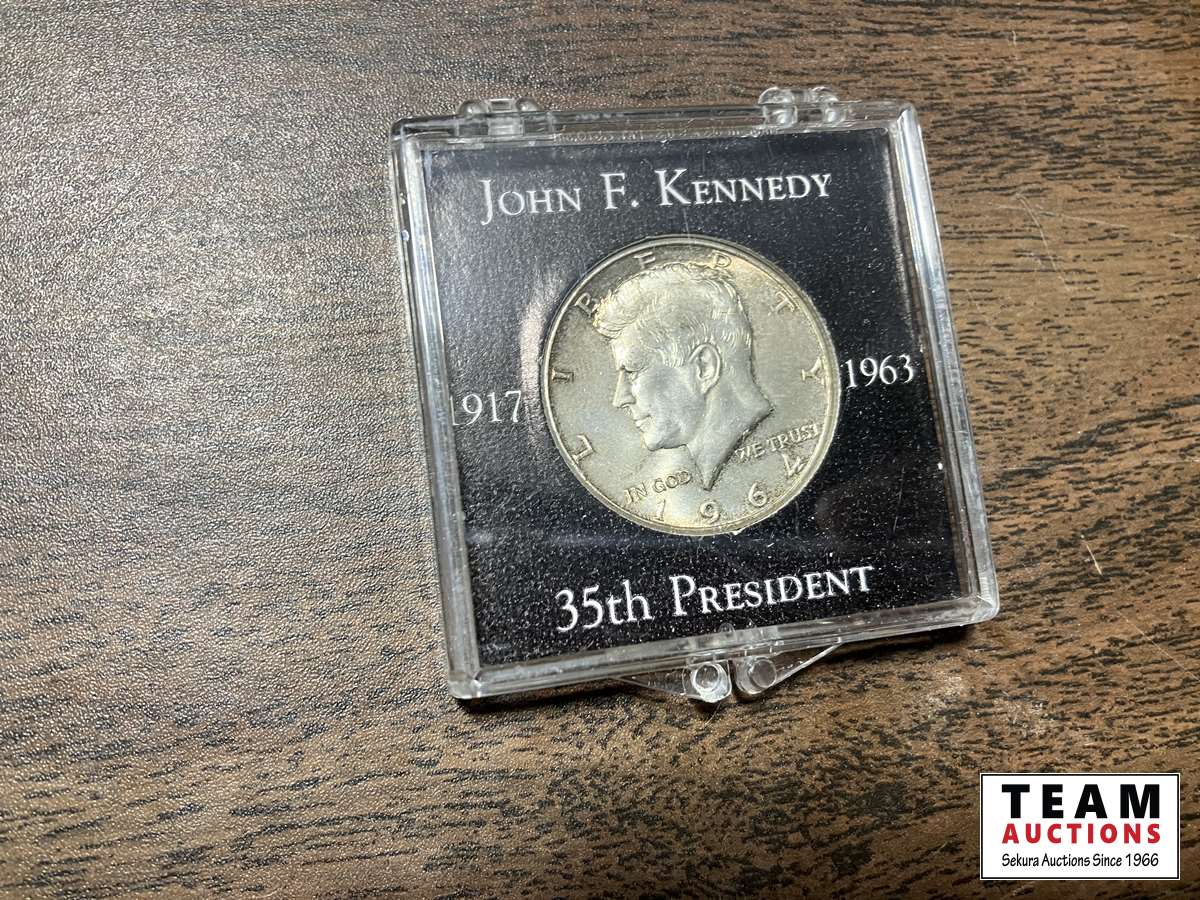 JOHN F. KENNEDY
LIBERTY
1917
1963
IN GOD WE TRUST
1964
35th PRESIDENT
TEAM
AUCTIONS
Sekura Auctions Since 1966